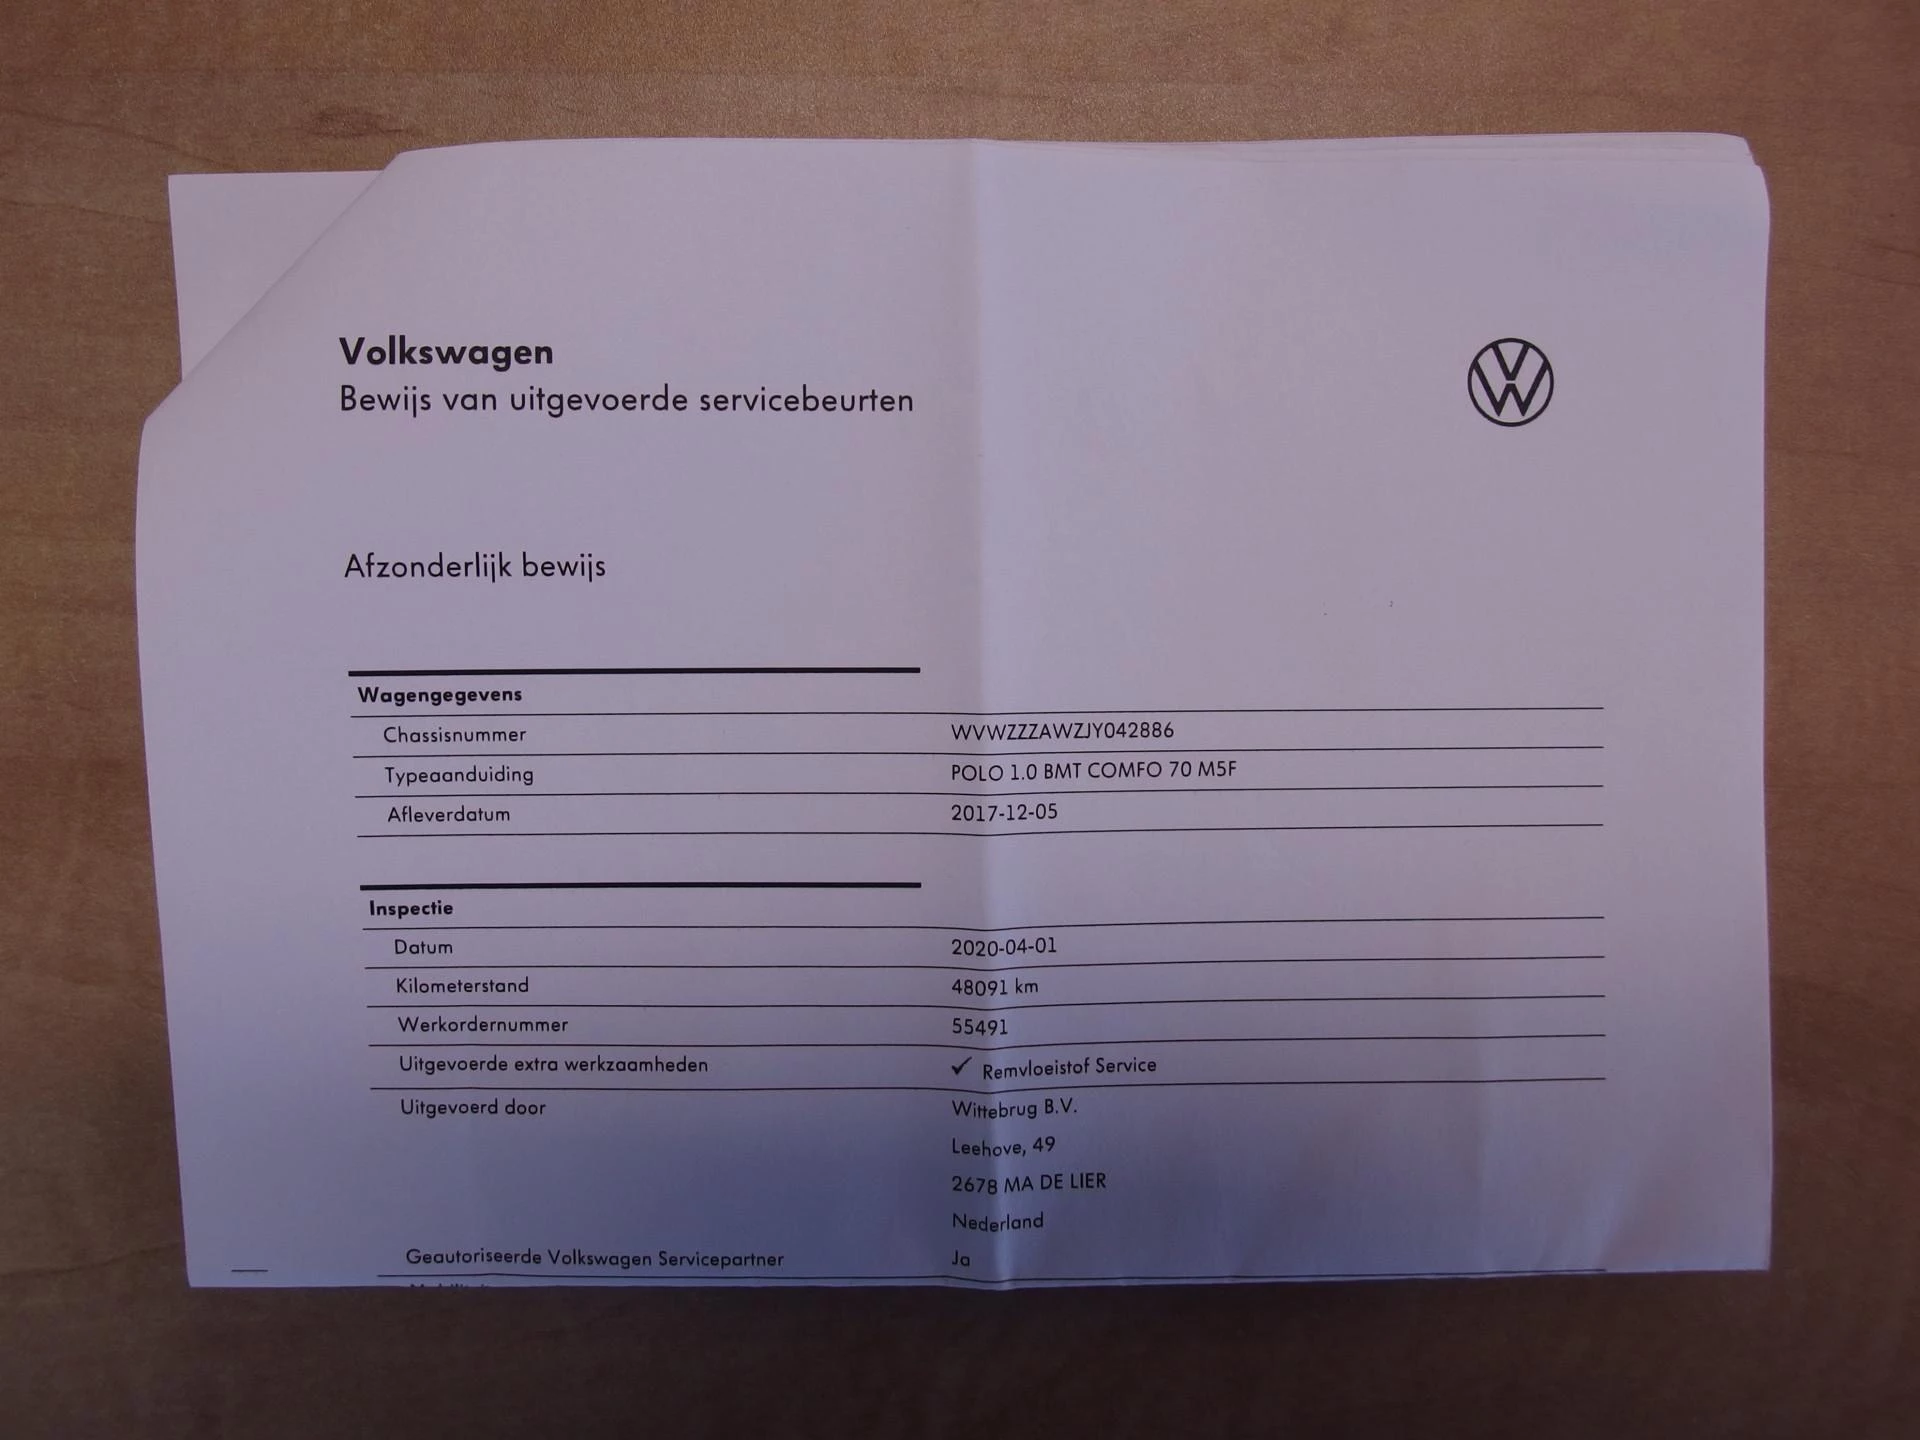 Volkswagen
Bewijs van uitgevoerde servicebeurten
Afzonderlijk bewijs
Wagengegevens
Chassisnummer WVWZZZAWZJY042886
Typeaanduiding POLO 1.0 BMT COMFO 70 M5F
Afleverdatum 2017-12-05
Inspectie
Datum 2020-04-01
Kilometerstand 48091 km
Werkordernummer 55491
Uitgevoerde extra werkzaamheden ✓ Remvloeistof Service
Uitgevoerd door Wittebrug B.V.
Leehove, 49
2678 MA DE LIER
Nederland
Geautoriseerde Volkswagen Servicepartner Ja